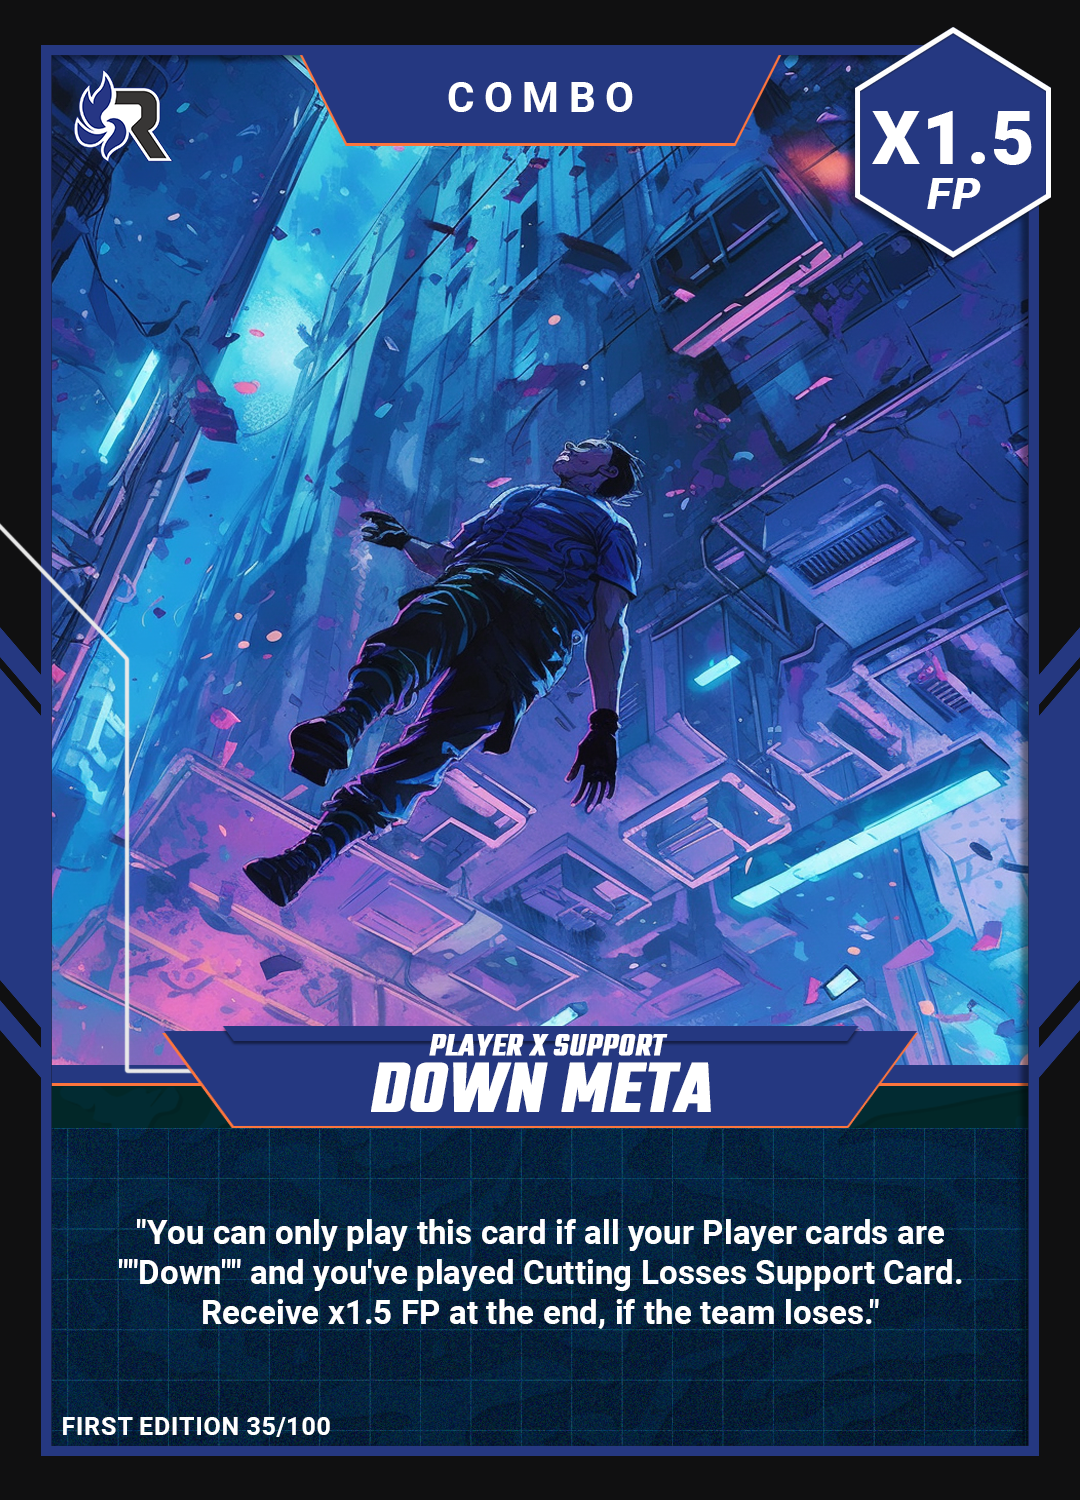 COMBO
X1.5
FP
R
PLAYER X SUPPORT
DOWN META
"You can only play this card if all your Player cards are
""Down"" and you've played Cutting Losses Support Card.
Receive x1.5 FP at the end, if the team loses."
FIRST EDITION 35/100